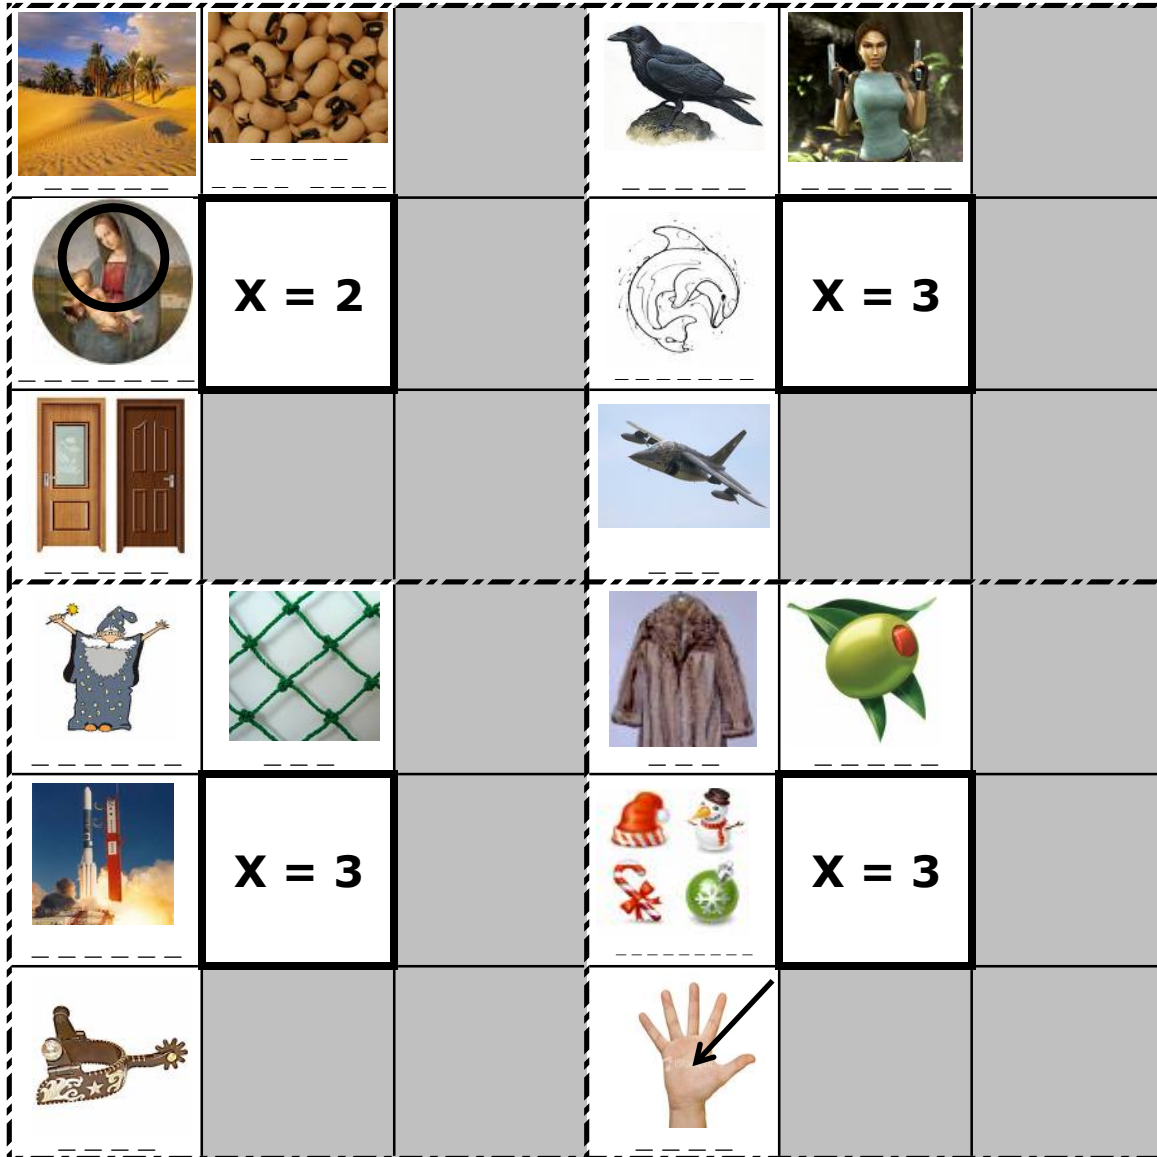 X = 2
X = 3
X = 3
X = 3